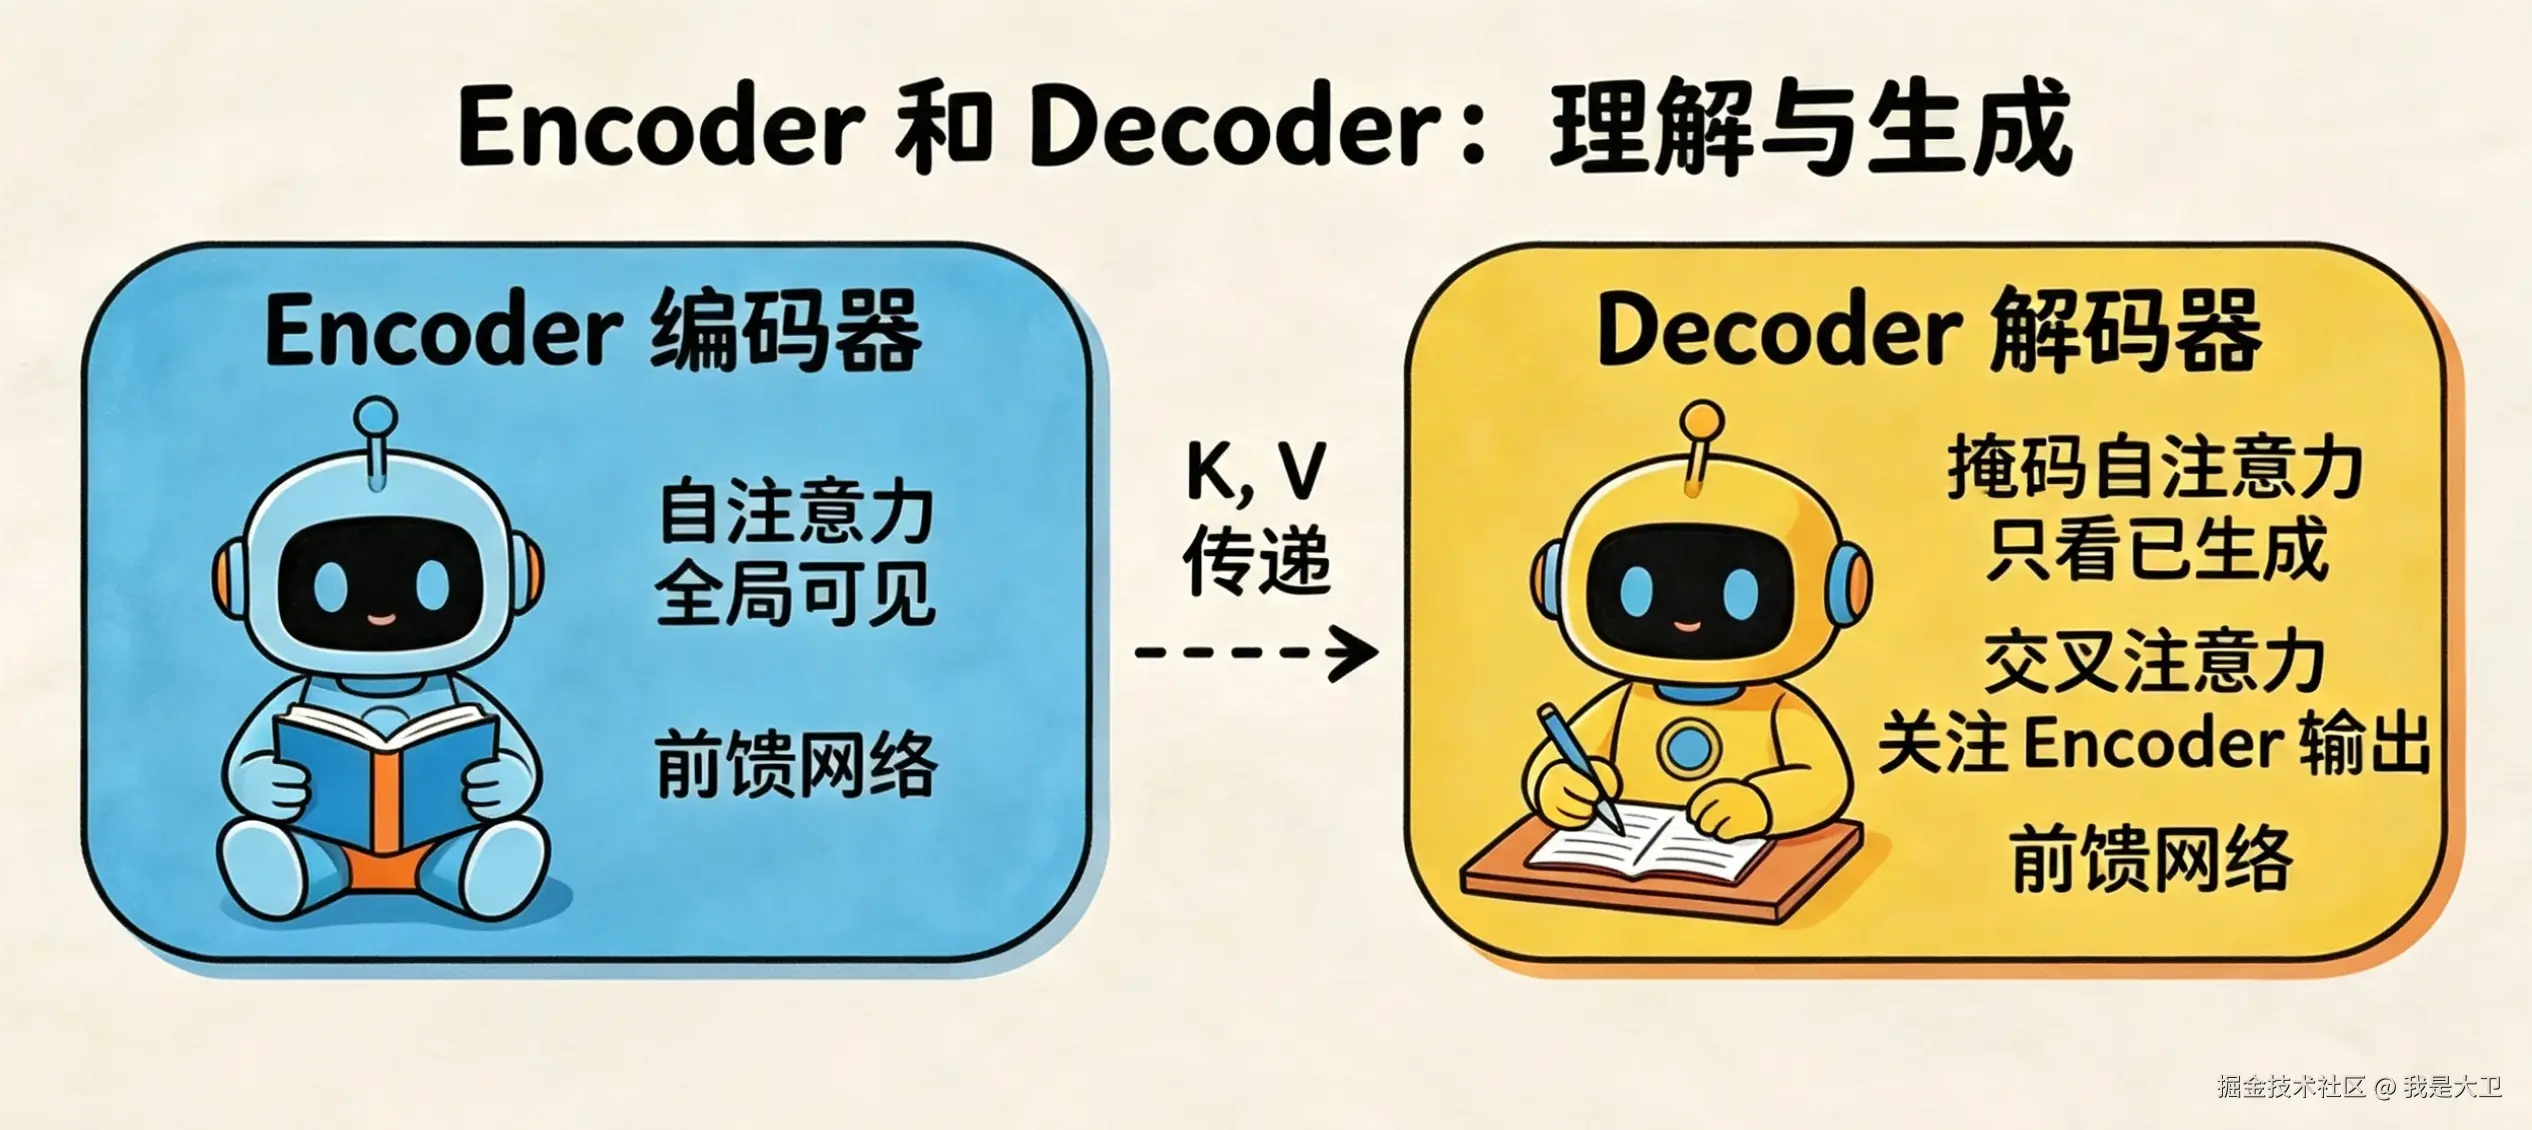 Encoder 和 Decoder：理解与生成
Encoder 编码器
自注意力
全局可见
前馈网络
K, V
传递
Decoder 解码器
掩码自注意力
只看已生成
交叉注意力
关注 Encoder 输出
前馈网络
掘金技术社区 @ 我是大卫